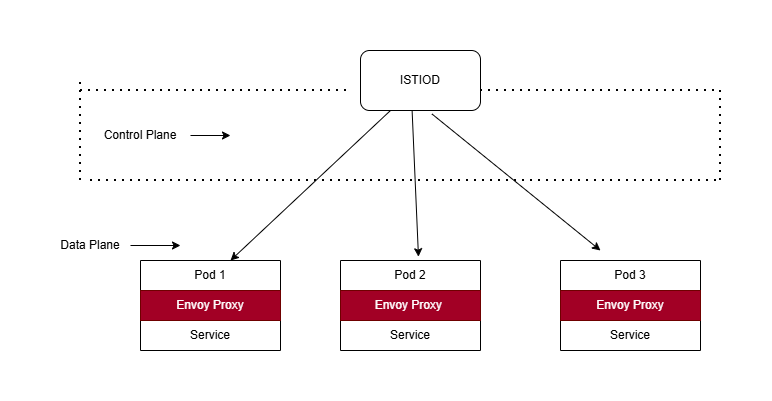 ISTIOD
Control Plane
Data Plane
Pod 1
Envoy Proxy
Service
Pod 2
Envoy Proxy
Service
Pod 3
Envoy Proxy
Service